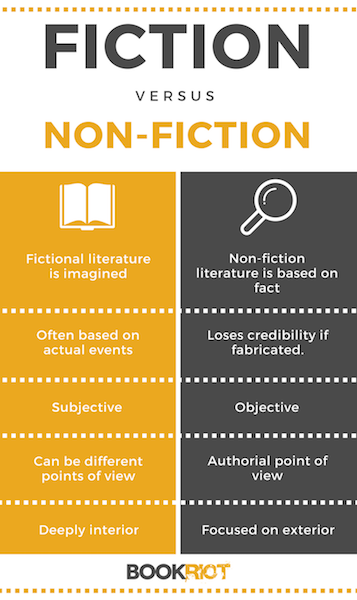 FICTION
VERSUS
NON-FICTION
Fictional literature
is imagined
Non-fiction
literature is based on
fact
Often based on
actual events
Loses credibility if
fabricated.
Subjective
Objective
Can be different
points of view
Authorial point of
view
Deeply interior
Focused on exterior
BOOKRIOT